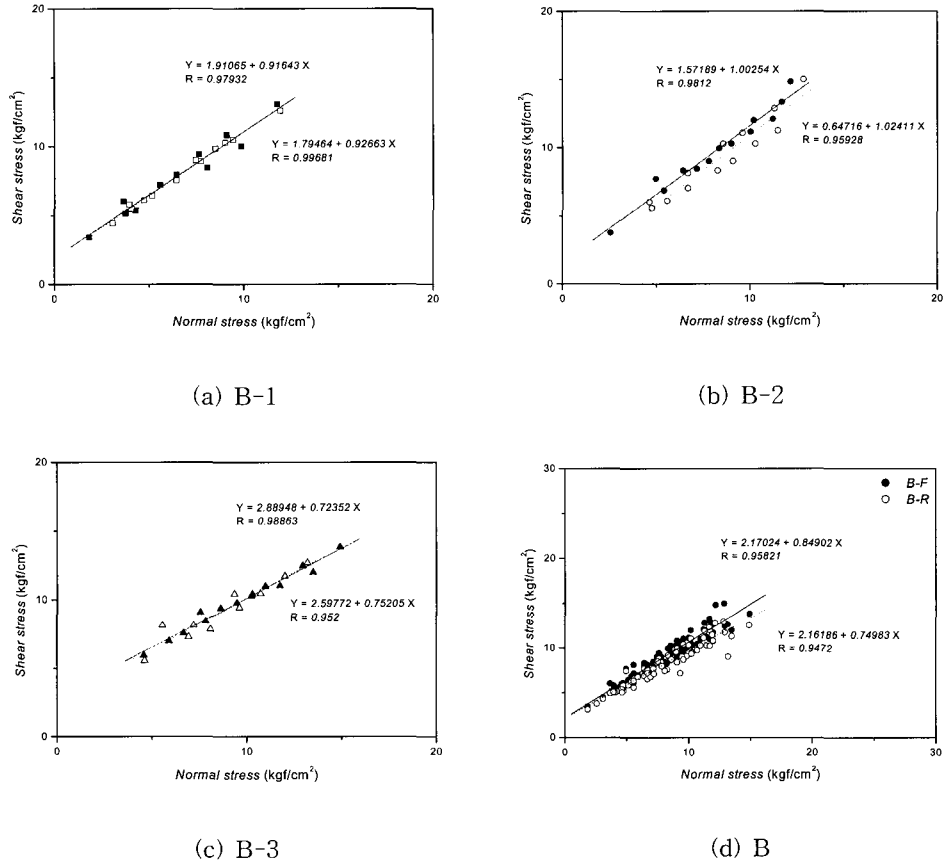 20
Y = 1.91065 + 0.91643 X
R = 0.97932
Y = 1.79464 + 0.92663 X
R = 0.99681
Shear stress (kgf/cm²)
10
0
0
10
20
Normal stress (kgf/cm²)
(a) B-1
20
Y = 1.57189 + 1.00254 X
R = 0.9812
Y = 0.64716 + 1.02411 X
R = 0.95928
Shear stress (kgf/cm²)
10
0
0
10
20
Normal stress (kgf/cm²)
(b) B-2
20
Y = 2.88948 + 0.72352 X
R = 0.98863
Y = 2.59772 + 0.75205 X
R = 0.952
Shear stress (kgf/cm²)
10
0
0
10
20
Normal stress (kgf/cm²)
(c) B-3
30
B-F
B-R
Y = 2.17024 + 0.84902 X
R = 0.95821
20
Y = 2.16186 + 0.74983 X
R = 0.9472
Shear stress (kgf/cm²)
10
0
0
10
20
30
Normal stress (kgf/cm²)
(d) B